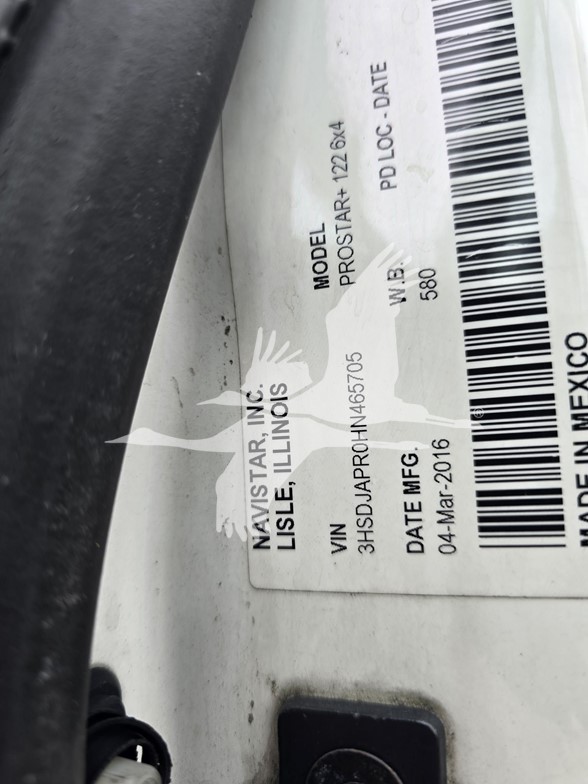 NAVISTAR, INC.
LISLE, ILLINOIS
VIN
3HSDJAPR0HN465705
MODEL
PROSTAR+ 122 6x4
DATE MFG.
04-Mar-2016
W.B.
580
PD LOC - DATE
MADE IN MEXICO